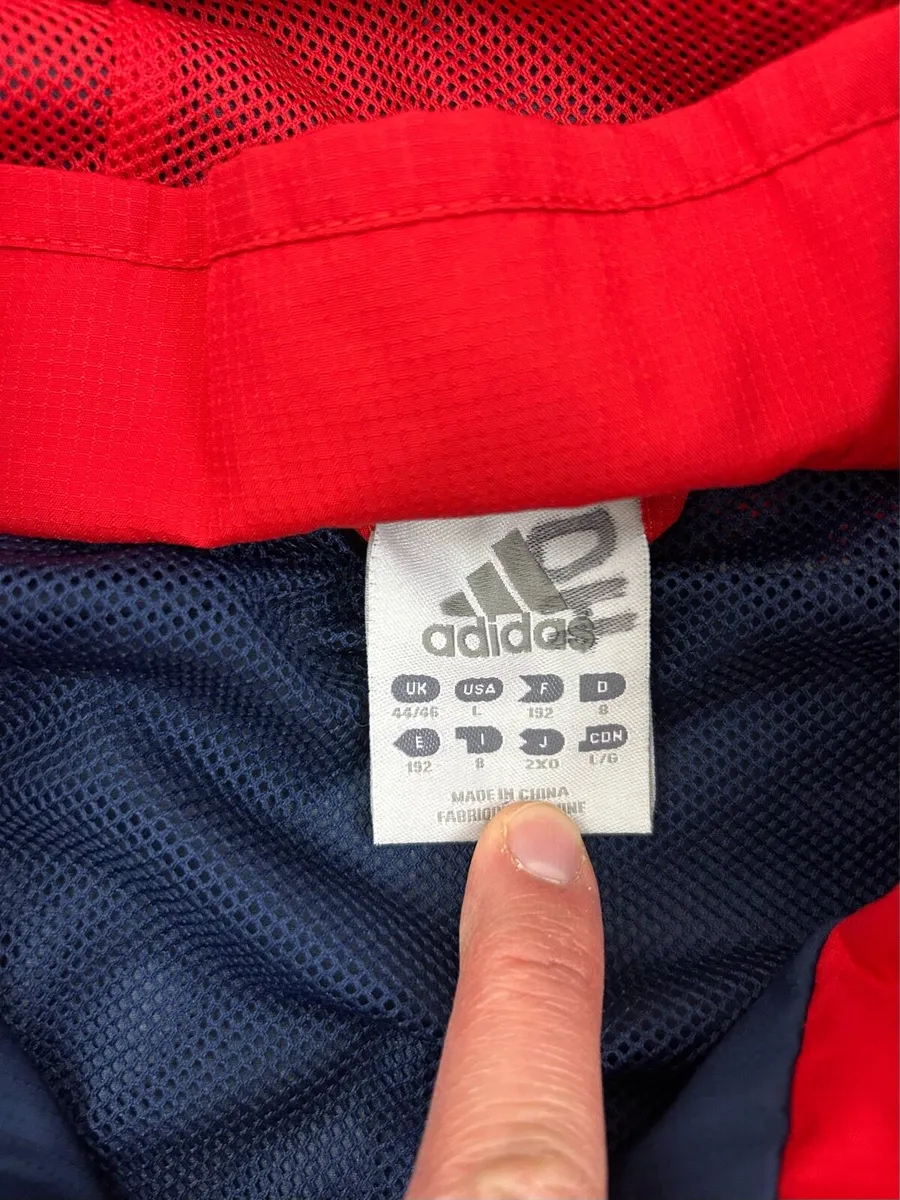 adidas
UK USA F D
44/46 L 192 8
E I J CDN
192 8 2XO L/G
MADE IN CHINA